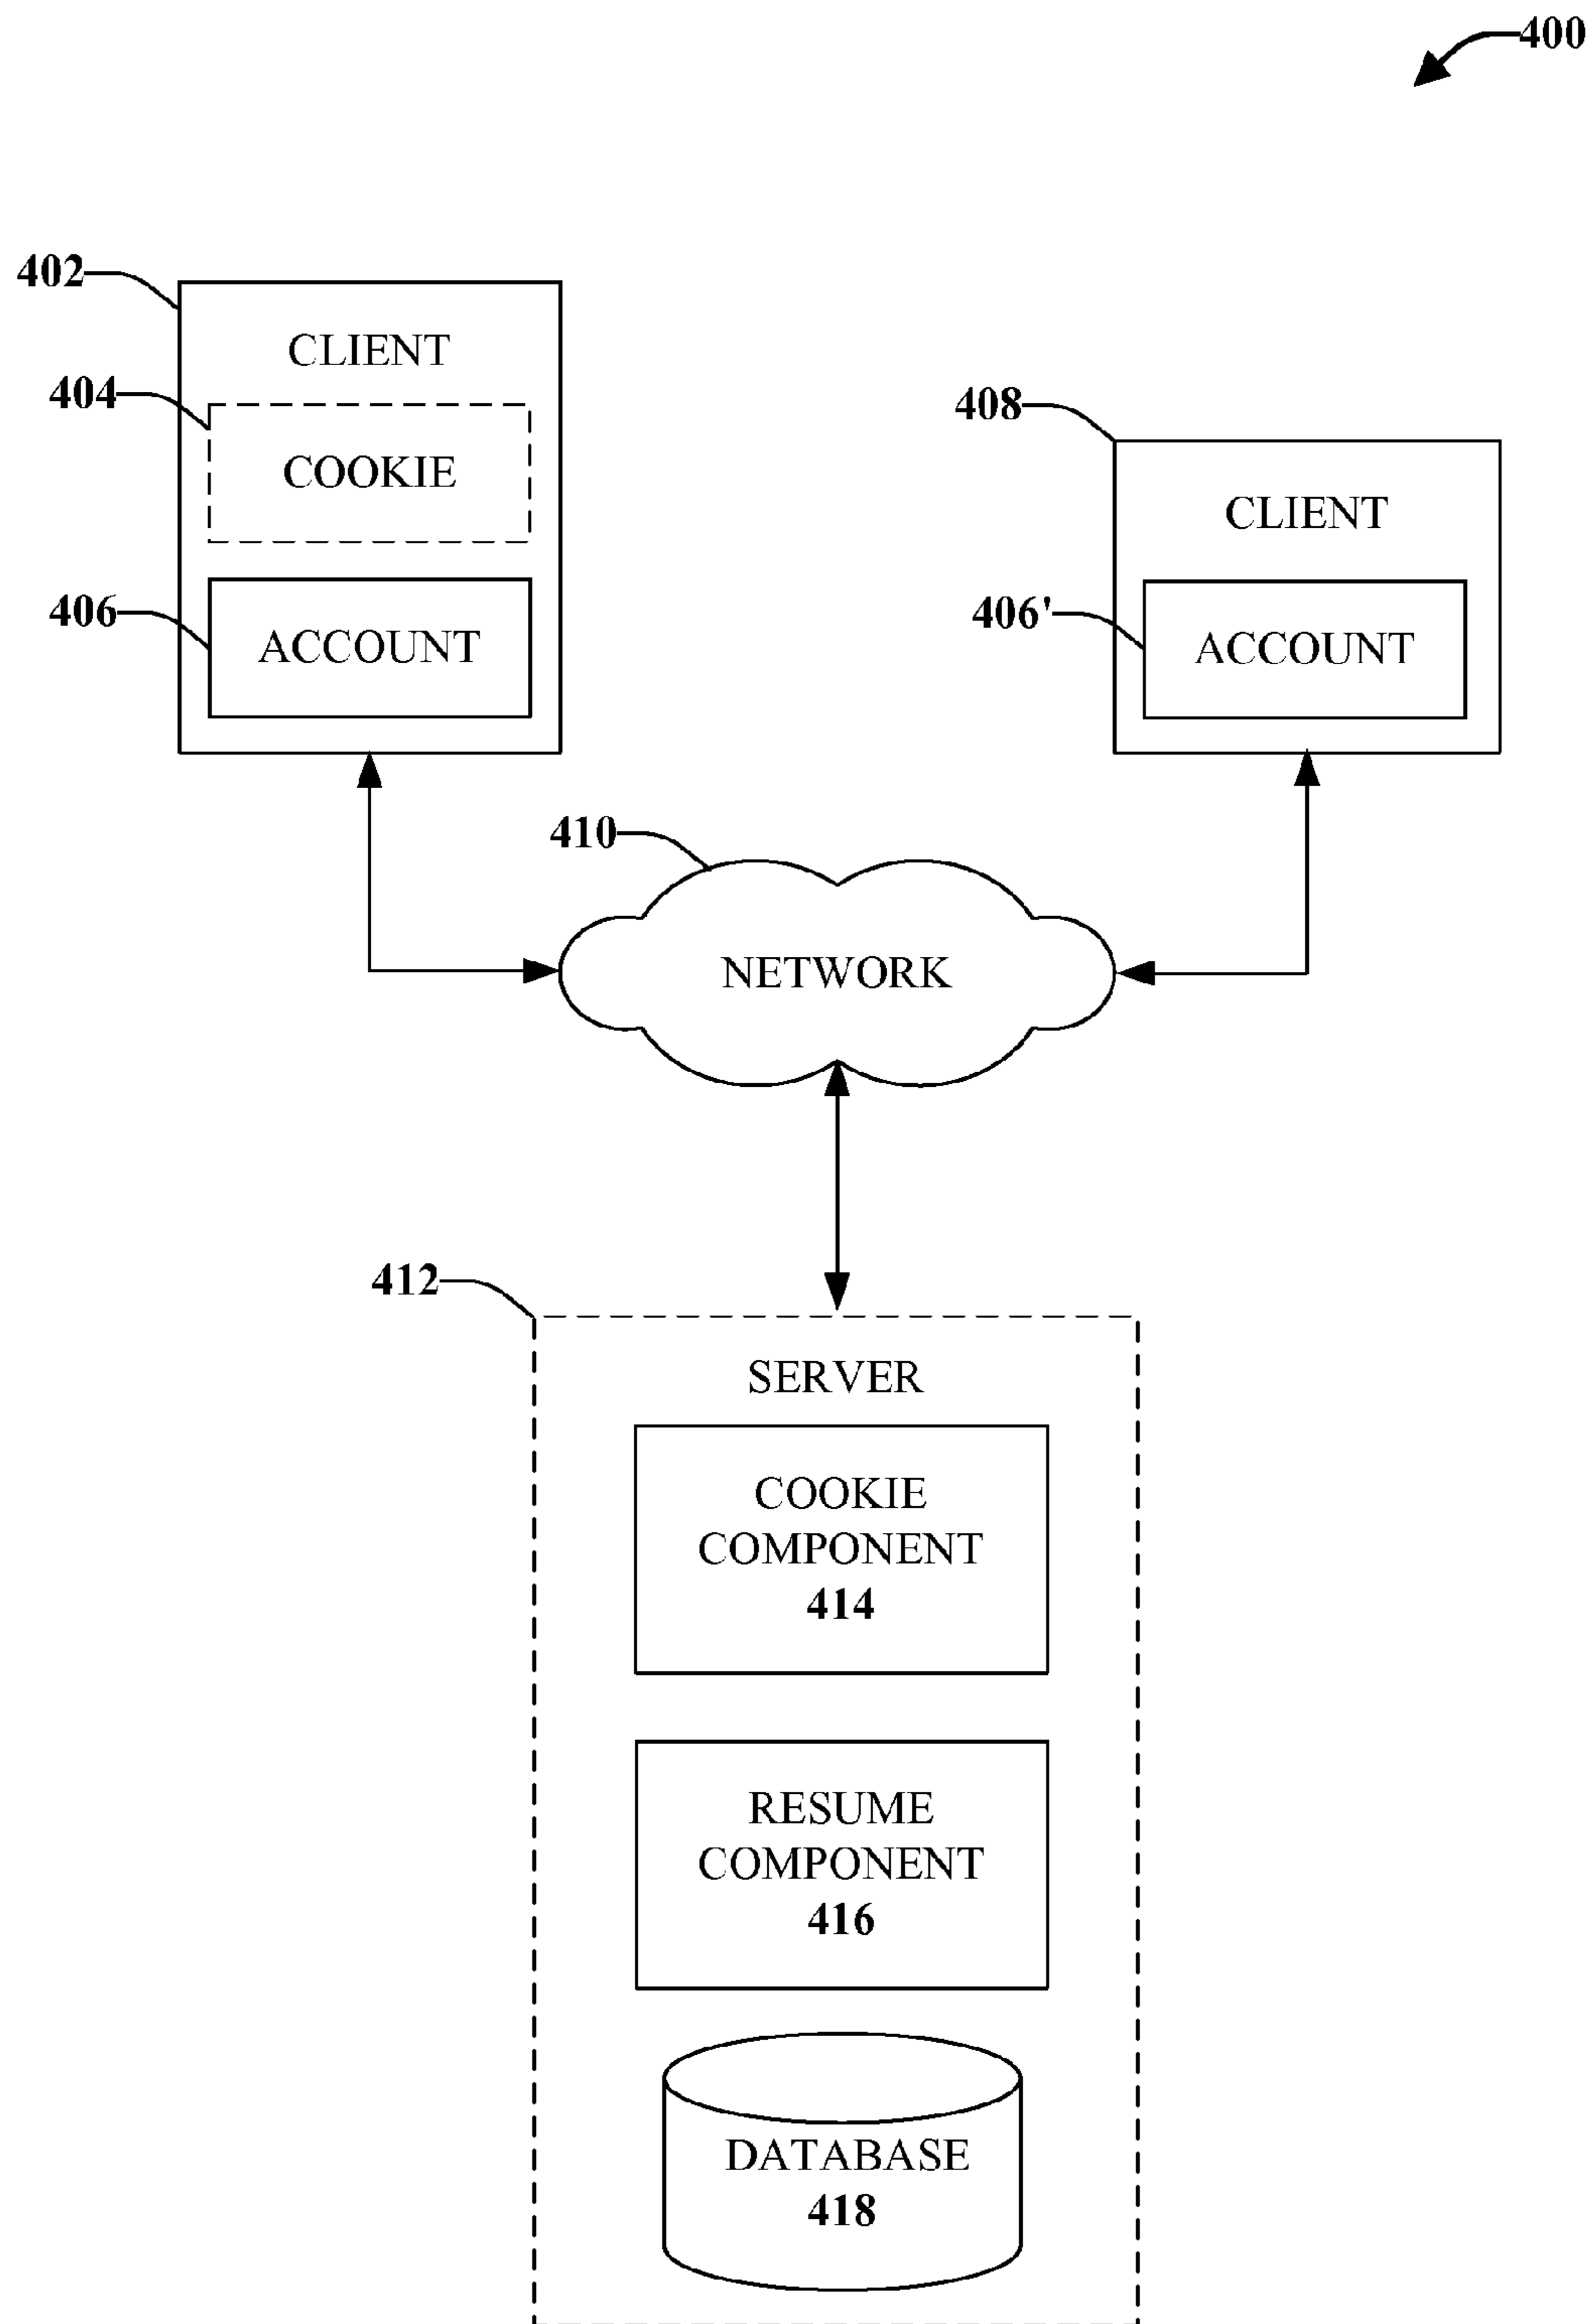 400
402
CLIENT
404
COOKIE
406
ACCOUNT
408
CLIENT
406'
ACCOUNT
410
NETWORK
412
SERVER
COOKIE
COMPONENT
414
RESUME
COMPONENT
416
DATABASE
418